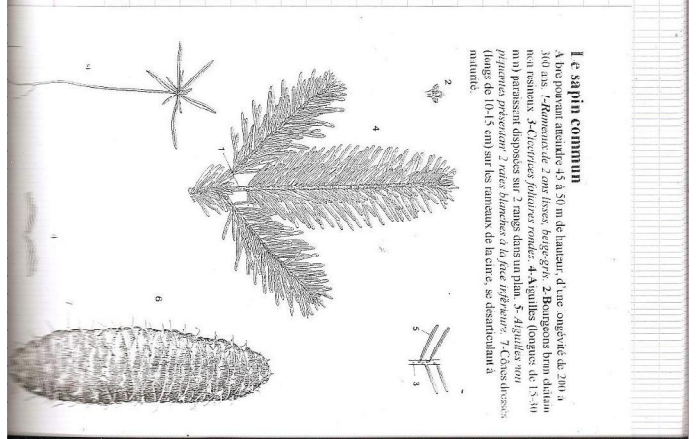 Le sapin commun
Arbre pouvant atteindre 45 à 50 m de hauteur, d'une longévité de 200 à
300 ans. 1-Rameaux de 2 ans lisses, beige-gris. 2-Bourgeons brun châtain
non résineux. 3-Cicatrices foliaires rondes. 4-Aiguilles (longues de 15-30
mm) paraissent disposées sur 2 rangs dans un plan. 5-Aiguilles non
piquantes présentant 2 raies blanches à la face inférieure. 7-Cônes dressés
(longs de 10-15 cm) sur les rameaux de la cime, se désarticulant à
maturité.
2
4
1
5
3
6